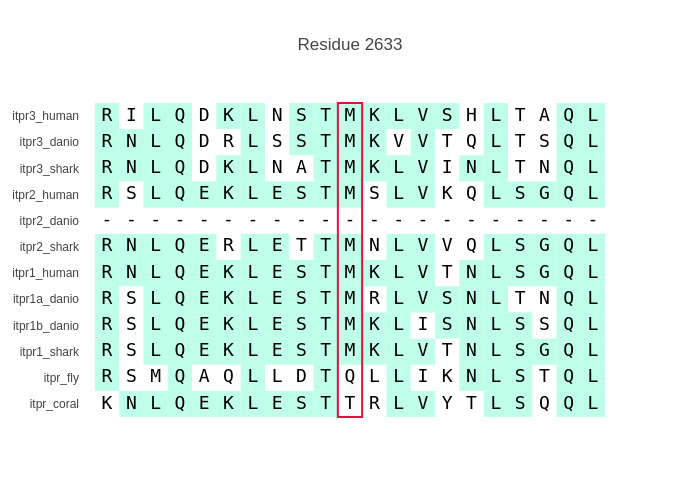 Residue 2633
itpr3_human R I L Q D K L N S T M K L V S H L T A Q L
itpr3_danio R N L Q D R L S S T M K V V T Q L T S Q L
itpr3_shark R N L Q D K L N A T M K L V I N L T N Q L
itpr2_human R S L Q E K L E S T M S L V K Q L S G Q L
itpr2_danio - - - - - - - - - - - - - - - - - - - - -
itpr2_shark R N L Q E R L E T T M N L V V Q L S G Q L
itpr1_human R N L Q E K L E S T M K L V T N L S G Q L
itpr1a_danio R S L Q E K L E S T M R L V S N L T N Q L
itpr1b_danio R S L Q E K L E S T M K L I S N L S S Q L
itpr1_shark R S L Q E K L E S T M K L V T N L S G Q L
itpr_fly R S M Q A Q L L D T Q L L I K N L S T Q L
itpr_coral K N L Q E K L E S T T R L V Y T L S Q Q L